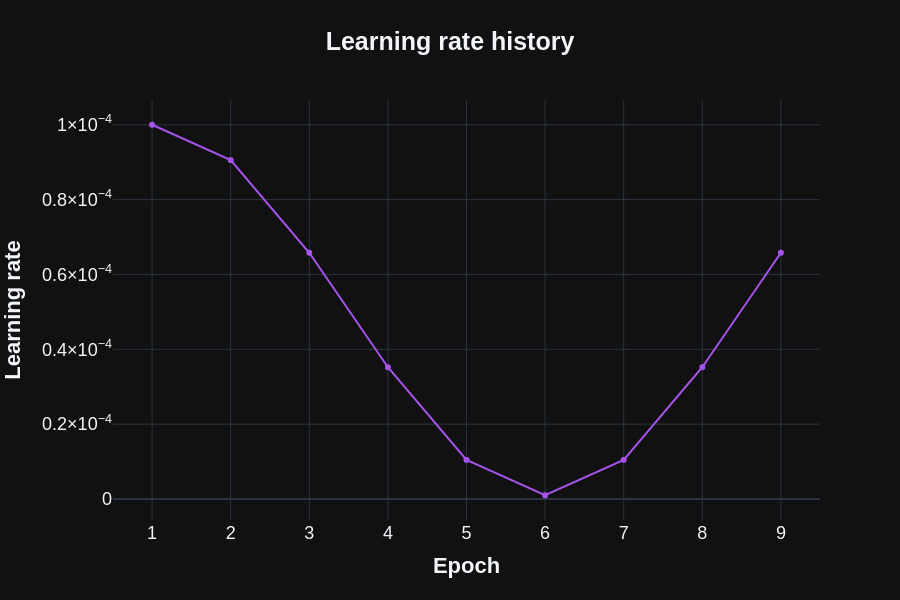 Learning rate history
Learning rate
1×10⁻⁴
0.8×10⁻⁴
0.6×10⁻⁴
0.4×10⁻⁴
0.2×10⁻⁴
0
1 2 3 4 5 6 7 8 9
Epoch